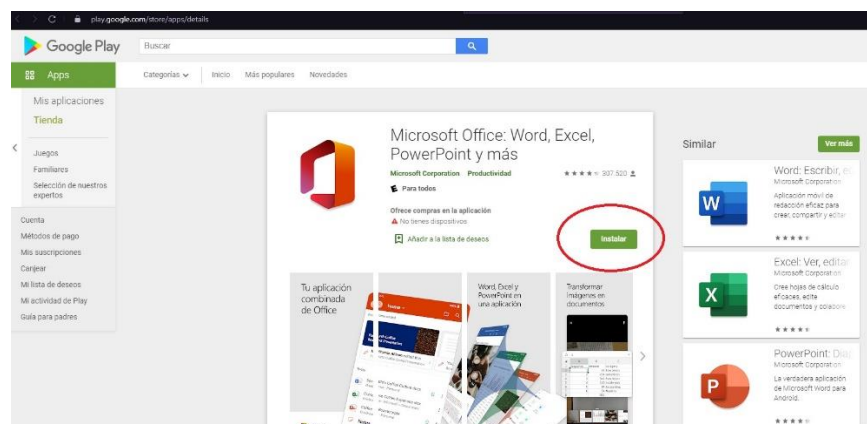 play.google.com/store/apps/details
Google Play
Buscar
Apps
Categorías
Inicio
Más populares
Novedades
Mis aplicaciones
Tienda
Juegos
Familiares
Selección de nuestros
expertos
Cuenta
Métodos de pago
Mis suscripciones
Canjear
Mi lista de deseos
Mi actividad de Play
Guía para padres
Microsoft Office: Word, Excel,
PowerPoint y más
Microsoft Corporation Productividad
307.520
E Para todos
Ofrece compras en la aplicación
No tienes dispositivos
Añadir a la lista de deseos
Instalar
Tu aplicación
combinada
de Office
Word, Excel y
PowerPoint en
una aplicación
Transformar
imágenes en
documentos
Similar
Ver más
W
Word: Escribir, e
Microsoft Corporation
Aplicación móvil de
redacción eficaz para
crear, compartir y editar
X
Excel: Ver, editar
Microsoft Corporation
Cree hojas de cálculo
eficaces, edite
documentos y
P
PowerPoint:
Microsoft Corporation
La verdadera aplicación
de Microsoft Word para
Android.